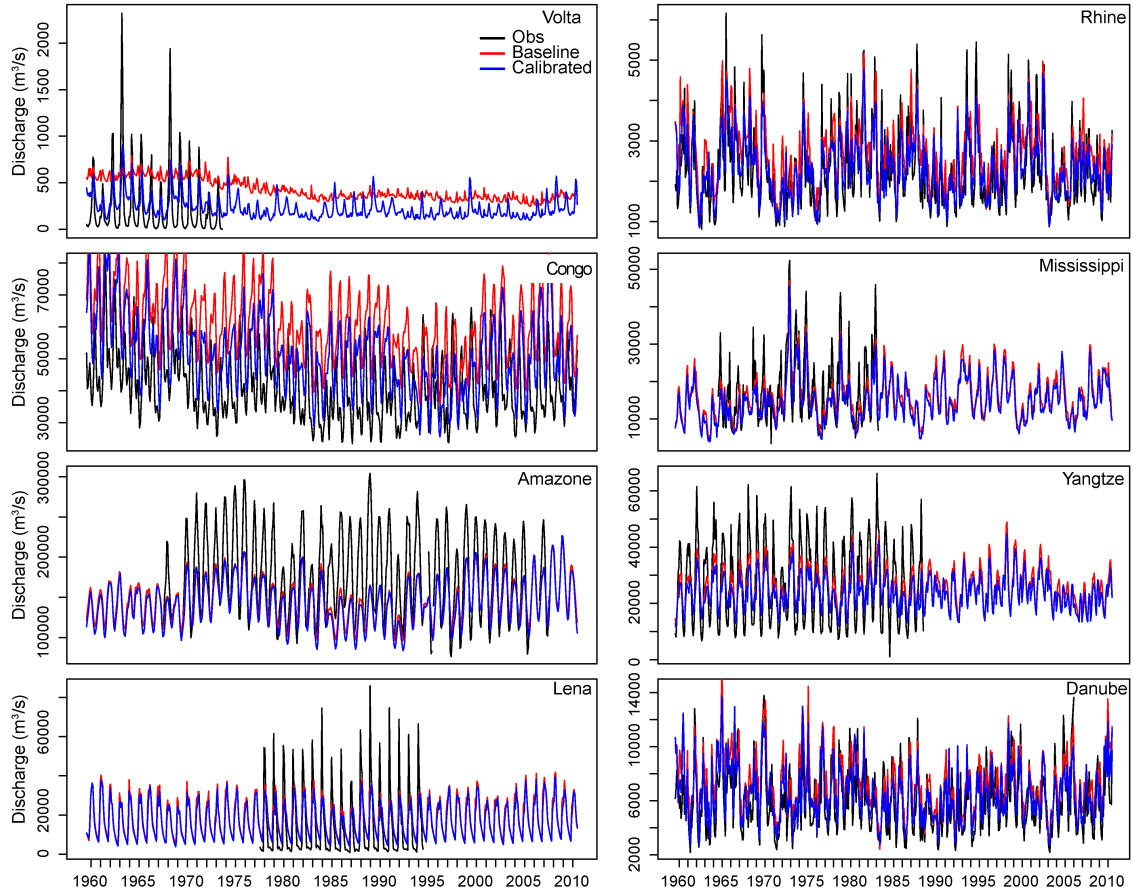 Volta
Obs
Baseline
Calibrated
Discharge (m³/s)
0
500
1000
1500
2000
Rhine
1000
3000
5000
Congo
Discharge (m³/s)
30000
50000
70000
Mississippi
10000
30000
50000
Amazone
Discharge (m³/s)
100000
200000
300000
Yangtze
0
20000
40000
60000
Lena
Discharge (m³/s)
0
20000
60000
Danube
2000
6000
10000
14000
1960 1965 1970 1975 1980 1985 1990 1995 2000 2005 2010
1960 1965 1970 1975 1980 1985 1990 1995 2000 2005 2010